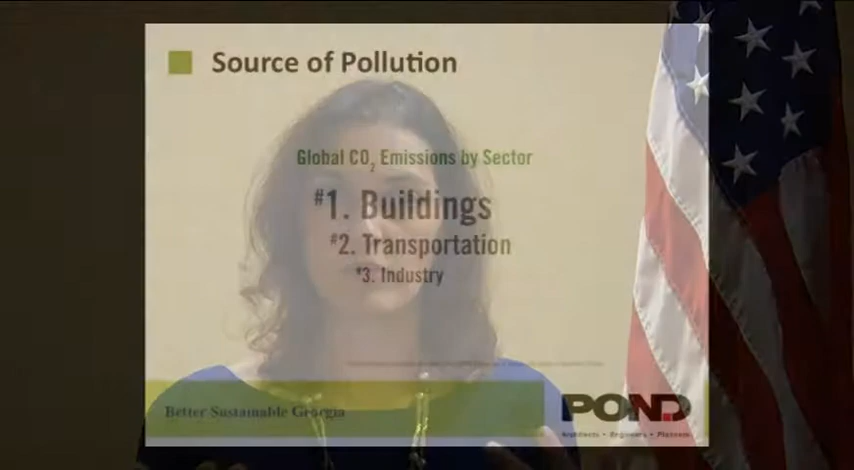 Source of Pollution
Global CO₂ Emissions by Sector
#1. Buildings
#2. Transportation
#3. Industry
Better Sustainable Georgia
POND
Architects • Engineers • Planners